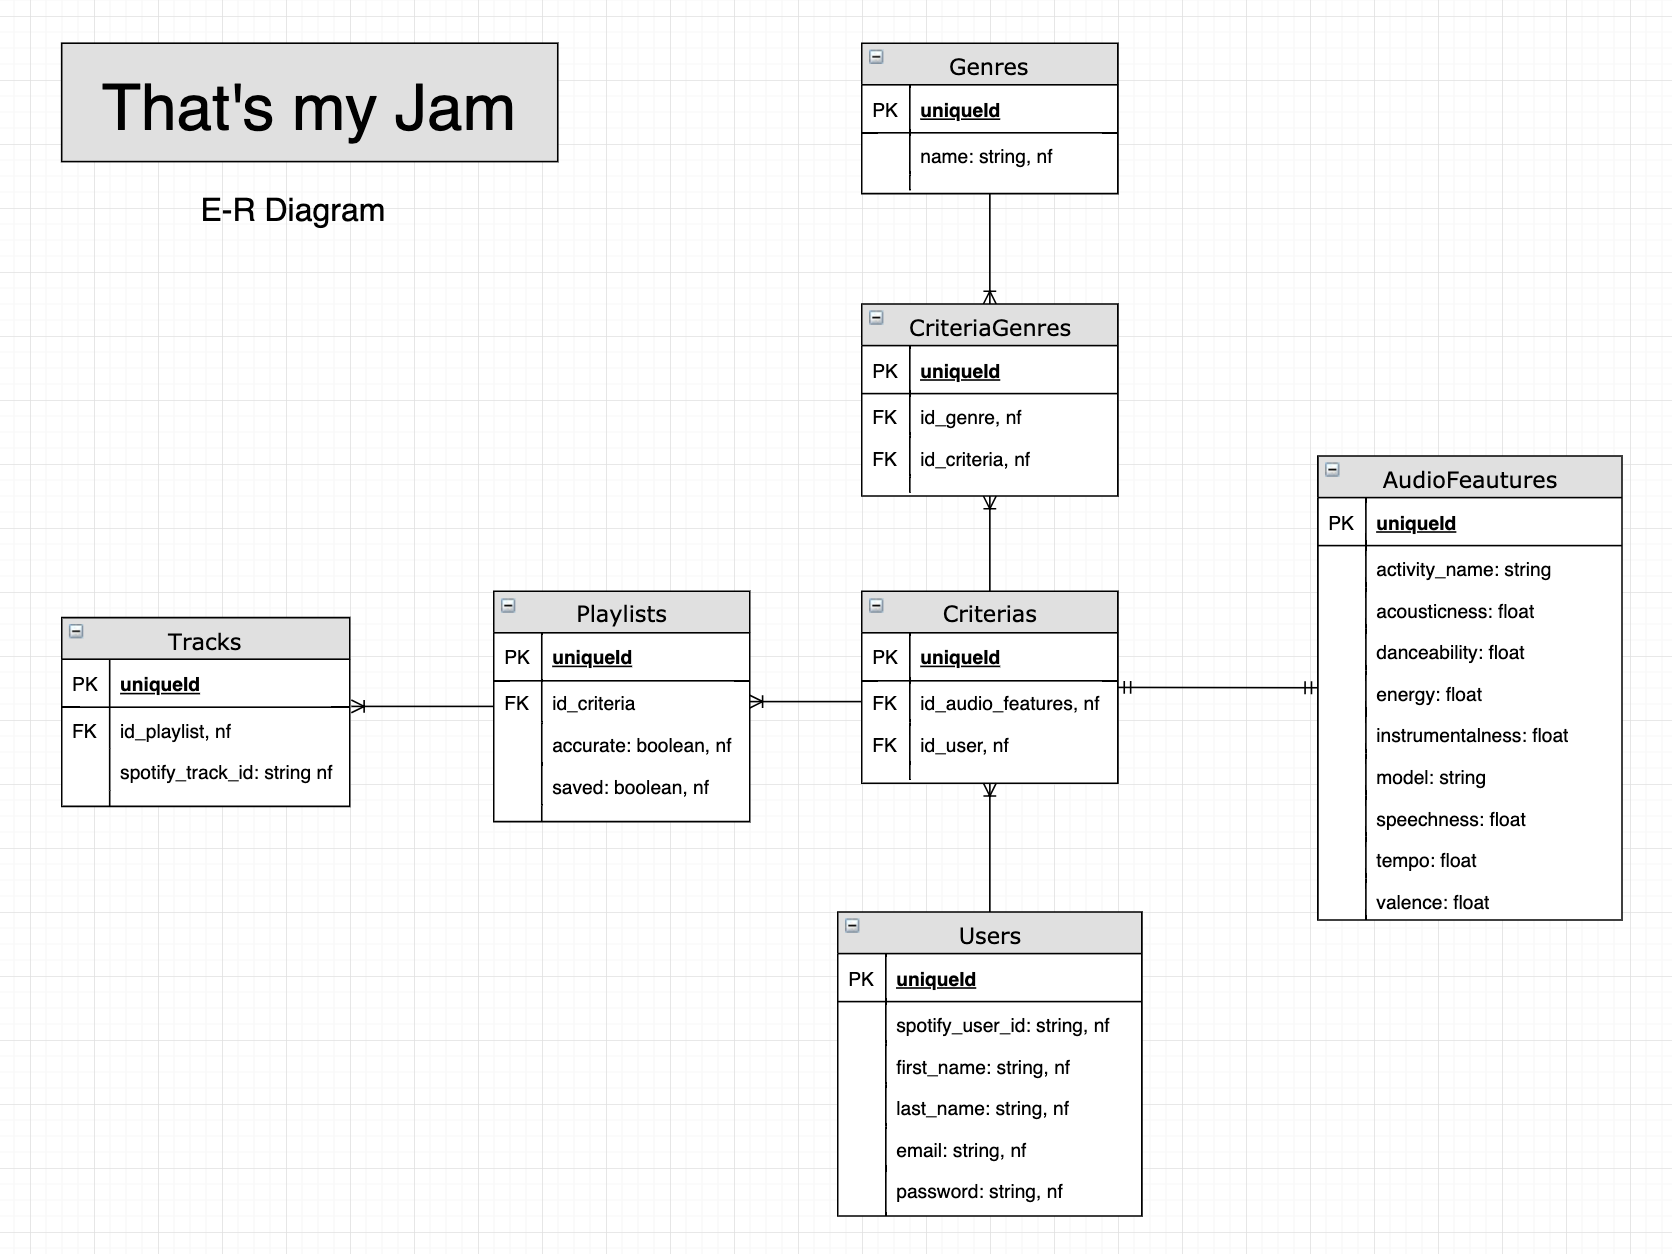 That's my Jam
E-R Diagram
Genres
PK uniqueId
name: string, nf
CriteriaGenres
PK uniqueId
FK id_genre, nf
FK id_criteria, nf
AudioFeautures
PK uniqueId
activity_name: string
acousticness: float
danceability: float
energy: float
instrumentalness: float
model: string
speechness: float
tempo: float
valence: float
Tracks
PK uniqueId
FK id_playlist, nf
spotify_track_id: string nf
Playlists
PK uniqueId
FK id_criteria
accurate: boolean, nf
saved: boolean, nf
Criterias
PK uniqueId
FK id_audio_features, nf
FK id_user, nf
Users
PK uniqueId
spotify_user_id: string, nf
first_name: string, nf
last_name: string, nf
email: string, nf
password: string, nf